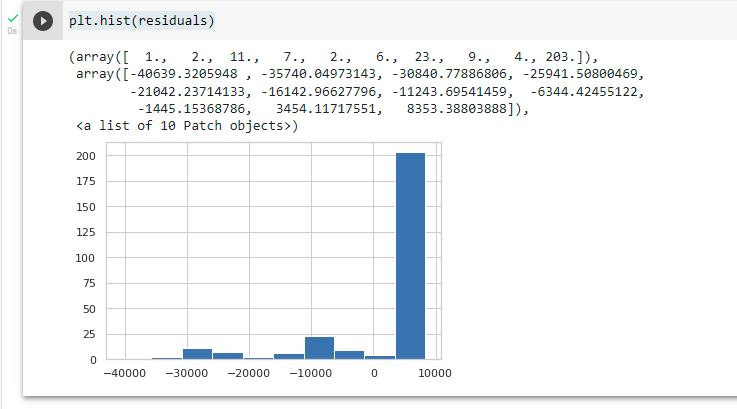 plt.hist(residuals)
0s
(array([ 1., 2., 11., 7., 2., 6., 23., 9., 4., 203.]),
array([-40639.3205948 , -35740.04973143, -30840.77886806, -25941.50800469,
-21042.23714133, -16142.96627796, -11243.69541459, -6344.42455122,
-1445.15368786, 3454.11717551, 8353.38803888]),
<a list of 10 Patch objects>)
200
175
150
125
100
75
50
25
0
−40000 −30000 −20000 −10000 0 10000